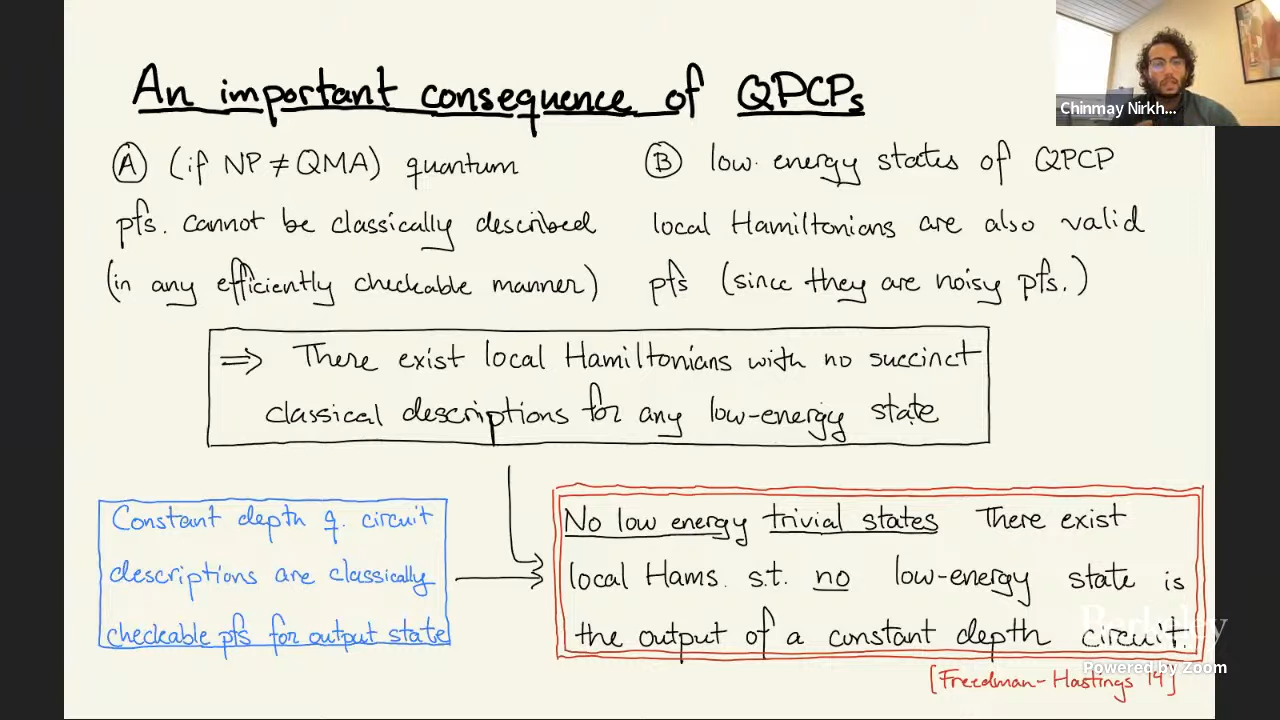 An important consequence of QPCPs
Chinmay Nirkh...
Ⓐ (if NP ≠ QMA) quantum
pfs. cannot be classically described
(in any efficiently checkable manner)
Ⓑ low energy states of QPCP
local Hamiltonians are also valid
pfs (since they are noisy pfs.)
⇒ There exist local Hamiltonians with no succinct
classical descriptions for any low-energy state
Constant depth q. circuit
descriptions are classically
checkable pfs for output state
No low energy trivial states There exist
local Hams. s.t. no low-energy state is
the output of a constant depth circuit.
Berkeley
Powered by Zoom
[Freedman-Hastings 14]